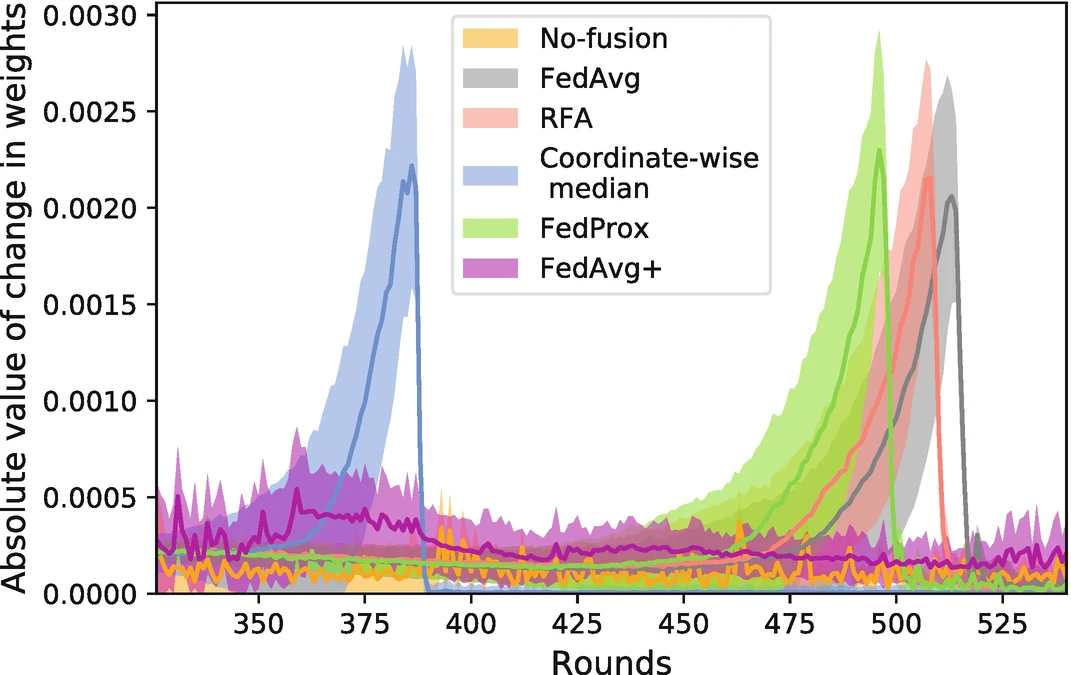 Absolute value of change in weights
0.0030
0.0025
0.0020
0.0015
0.0010
0.0005
0.0000
No-fusion
FedAvg
RFA
Coordinate-wise
median
FedProx
FedAvg+
350 375 400 425 450 475 500 525
Rounds